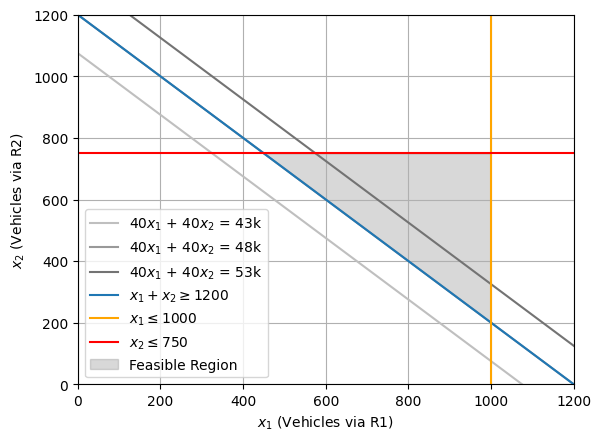 1200
1000
800
600
400
200
0
x₂ (Vehicles via R2)
40x₁ + 40x₂ = 43k
40x₁ + 40x₂ = 48k
40x₁ + 40x₂ = 53k
x₁ + x₂ ≥ 1200
x₁ ≤ 1000
x₂ ≤ 750
Feasible Region
0 200 400 600 800 1000 1200
x₁ (Vehicles via R1)